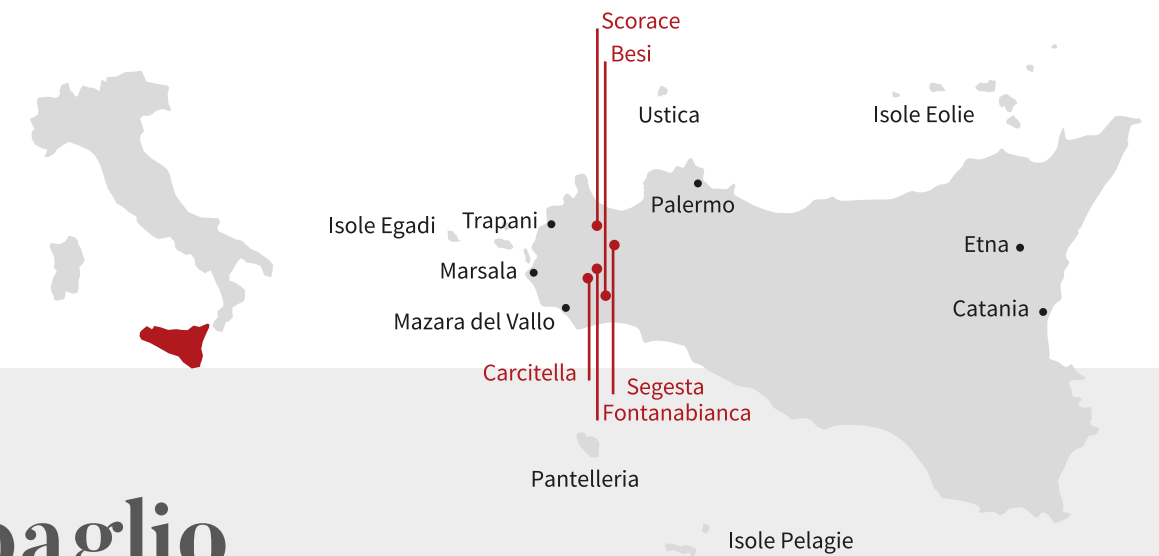 Scorace
Besi
Ustica
Isole Eolie
Palermo
Isole Egadi
Trapani
Etna
Marsala
Catania
Mazara del Vallo
Carcitella
Segesta
Fontanabianca
Pantelleria
baglio
Isole Pelagie